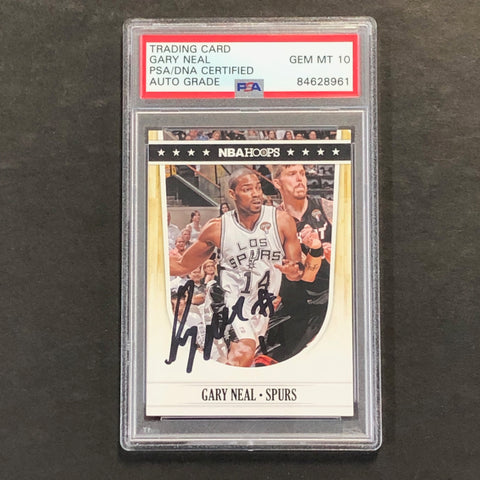 TRADING CARD
GARY NEAL GEM MT 10
PSA/DNA CERTIFIED
AUTO GRADE PSA 84628961
NBA HOOPS
LOS
SPURS
14
GARY NEAL • SPURS